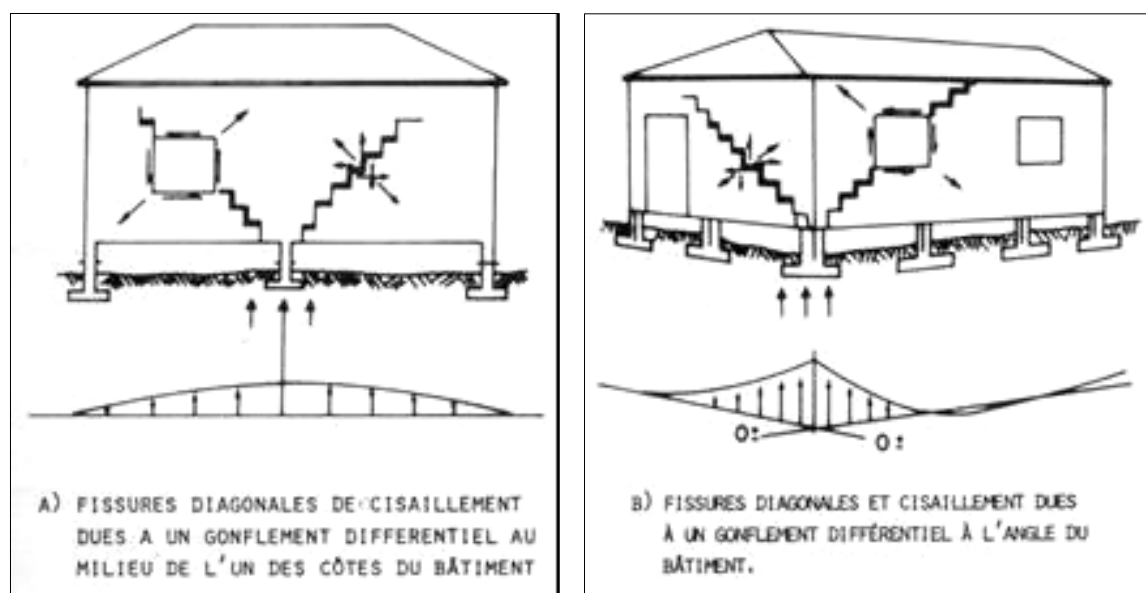 A) FISSURES DIAGONALES DE CISAILLEMENT
DUES A UN GONFLEMENT DIFFERENTIEL AU
MILIEU DE L'UN DES CÔTES DU BÂTIMENT
O:
O:
B) FISSURES DIAGONALES ET CISAILLEMENT DUES
À UN GONFLEMENT DIFFÉRENTIEL À L'ANGLE DU
BÂTIMENT.